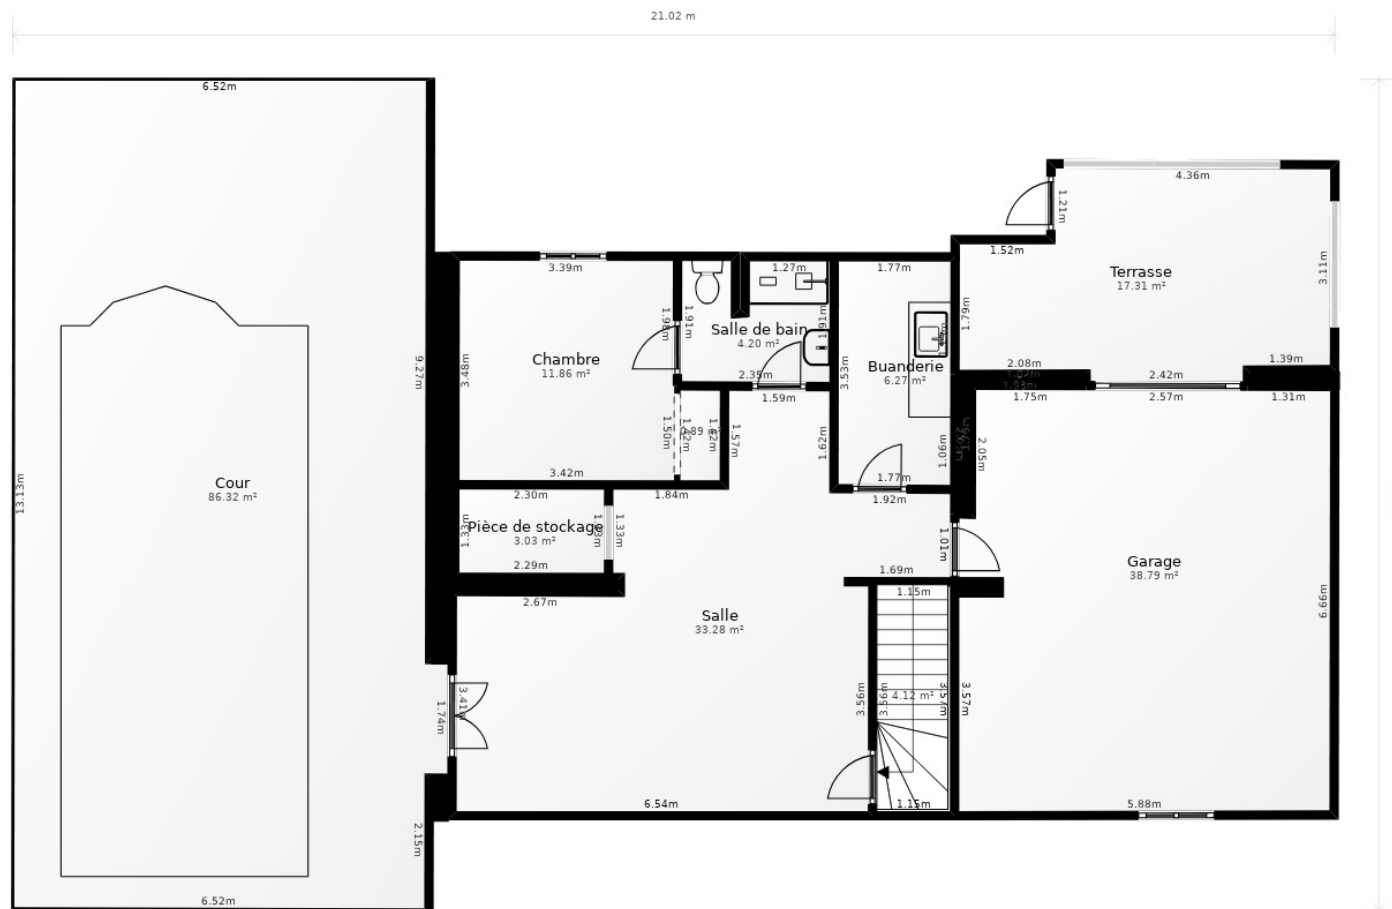 21.02 m
6.52m
4.36m
1.21m
1.52m
3.39m
1.27m
1.77m
Terrasse
17.31 m²
3.11m
1.98m
1.91m
1.91m
1.79m
Salle de bain
4.20 m²
Chambre
11.86 m²
9.27m
3.48m
2.35m
3.53m
Buanderie
6.27 m²
2.08m
1.39m
2.42m
1.59m
1.75m
2.57m
1.31m
1.50m
1.57m
1.62m
1.06m
2.05m
3.42m
1.77m
Cour
86.32 m²
13.13m
2.30m
1.84m
1.92m
Pièce de stockage
3.03 m²
1.33m
1.33m
1.01m
2.29m
1.69m
Garage
38.79 m²
1.15m
2.67m
Salle
33.28 m²
6.66m
3.41m
1.74m
3.56m
3.56m
4.12 m²
3.57m
3.57m
6.54m
1.15m
5.88m
2.15m
6.52m